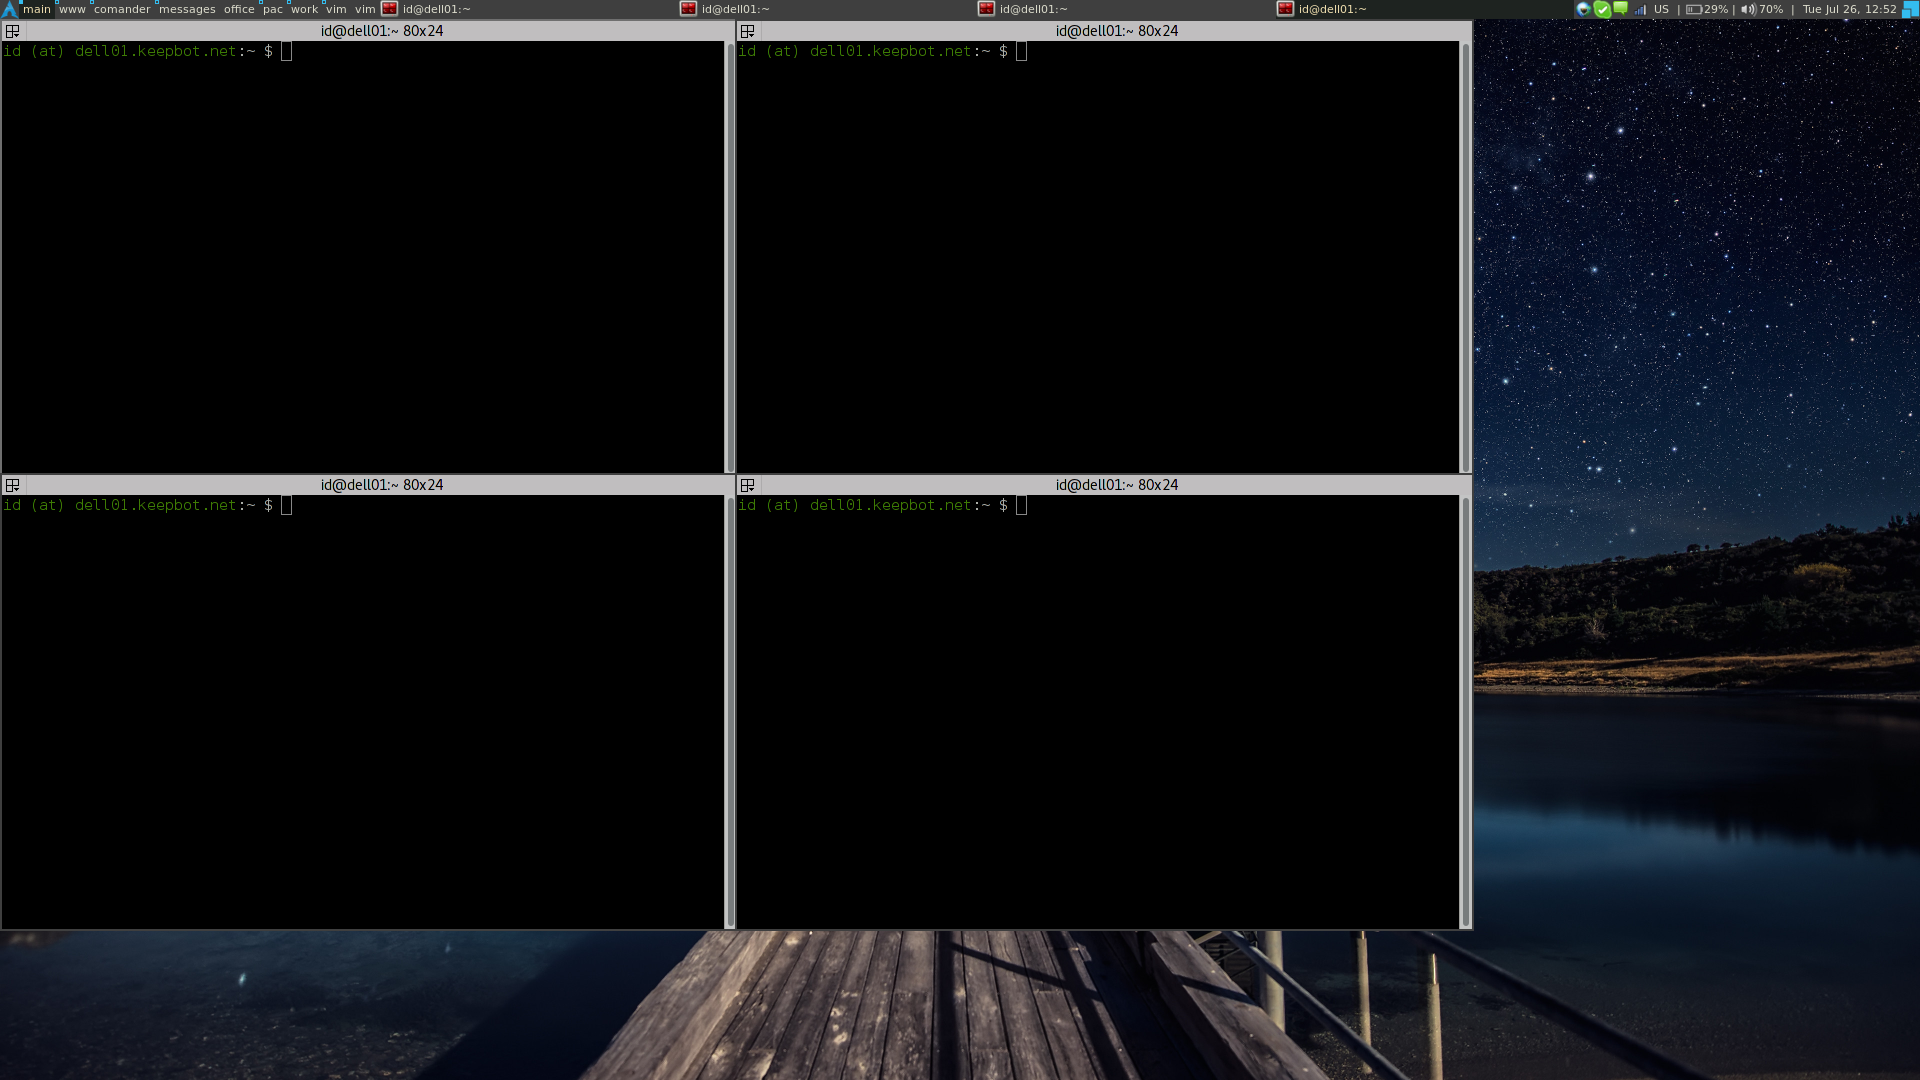 main www comander messages office pac work vim vim id@dell01:~ id@dell01:~ id@dell01:~ id@dell01:~ US | 29% | 70% | Tue Jul 26, 12:52
id@dell01:~ 80x24
id (at) dell01.keepbot.net:~ $
id@dell01:~ 80x24
id (at) dell01.keepbot.net:~ $
id@dell01:~ 80x24
id (at) dell01.keepbot.net:~ $
id@dell01:~ 80x24
id (at) dell01.keepbot.net:~ $